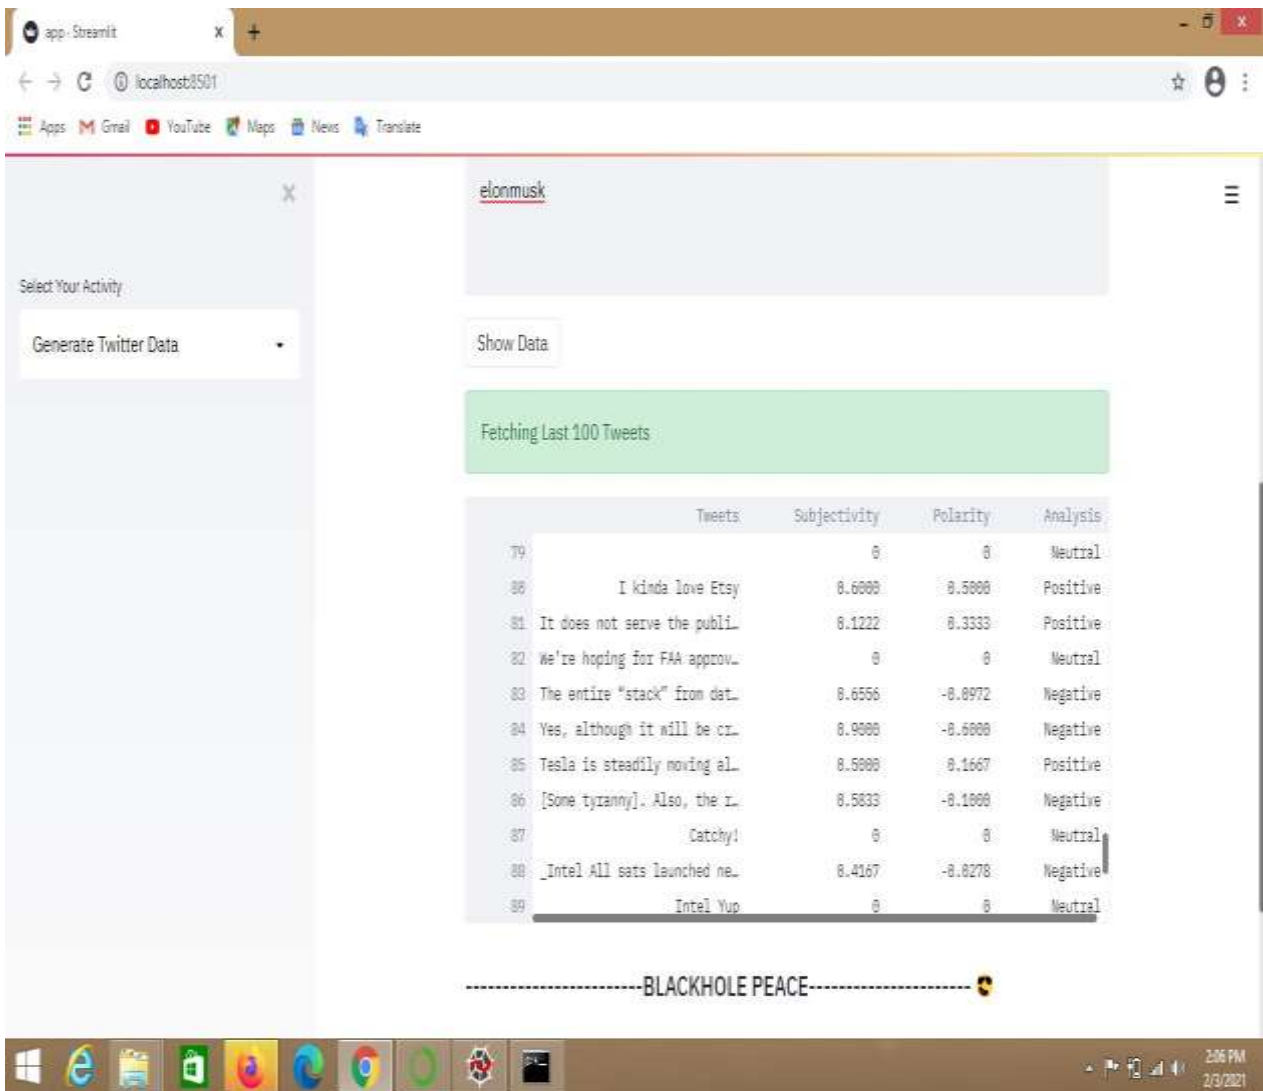 app - Streamlit
localhost:8501
Apps Gmail YouTube Maps News Translate
elonmusk
Select Your Activity
Generate Twitter Data
Show Data
Fetching Last 100 Tweets
Tweets Subjectivity Polarity Analysis
79 0 0 Neutral
80 I kinda love Etsy 0.6000 0.5000 Positive
81 It does not serve the publi… 0.1222 0.3333 Positive
82 We're hoping for FAA approv… 0 0 Neutral
83 The entire “stack” from dat… 0.6556 -0.0972 Negative
84 Yes, although it will be cr… 0.9000 -0.6000 Negative
85 Tesla is steadily moving al… 0.5000 0.1667 Positive
86 [Some tyranny]. Also, the r… 0.5833 -0.1000 Negative
87 Catchy! 0 0 Neutral
88 _Intel All sats launched ne… 0.4167 -0.0278 Negative
89 Intel Yup 0 0 Neutral
------------------------BLACKHOLE PEACE----------------------
2:06 PM
2/3/2021